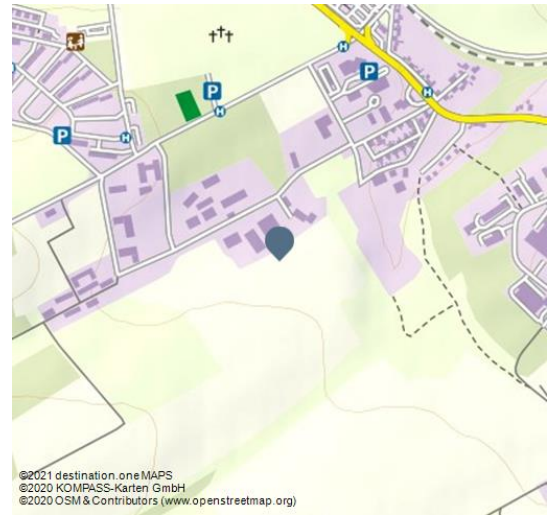 P
H
P
H
H
P
H
©2021 destination.one MAPS
©2020 KOMPASS-Karten GmbH
©2020 OSM & Contributors (www.openstreetmap.org)